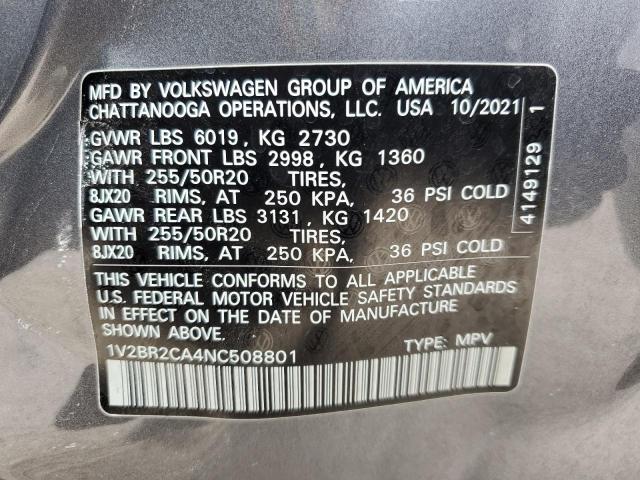 MFD BY VOLKSWAGEN GROUP OF AMERICA
CHATTANOOGA OPERATIONS, LLC. USA 10/2021
GVWR LBS 6019, KG 2730
GAWR FRONT LBS 2998, KG 1360
WITH 255/50R20 TIRES,
8JX20 RIMS, AT 250 KPA, 36 PSI COLD
GAWR REAR LBS 3131, KG 1420
WITH 255/50R20 TIRES,
8JX20 RIMS, AT 250 KPA, 36 PSI COLD
THIS VEHICLE CONFORMS TO ALL APPLICABLE
U.S. FEDERAL MOTOR VEHICLE SAFETY STANDARDS
IN EFFECT ON THE DATE OF MANUFACTURE
SHOWN ABOVE.
1V2BR2CA4NC508801 TYPE: MPV
4149129 1